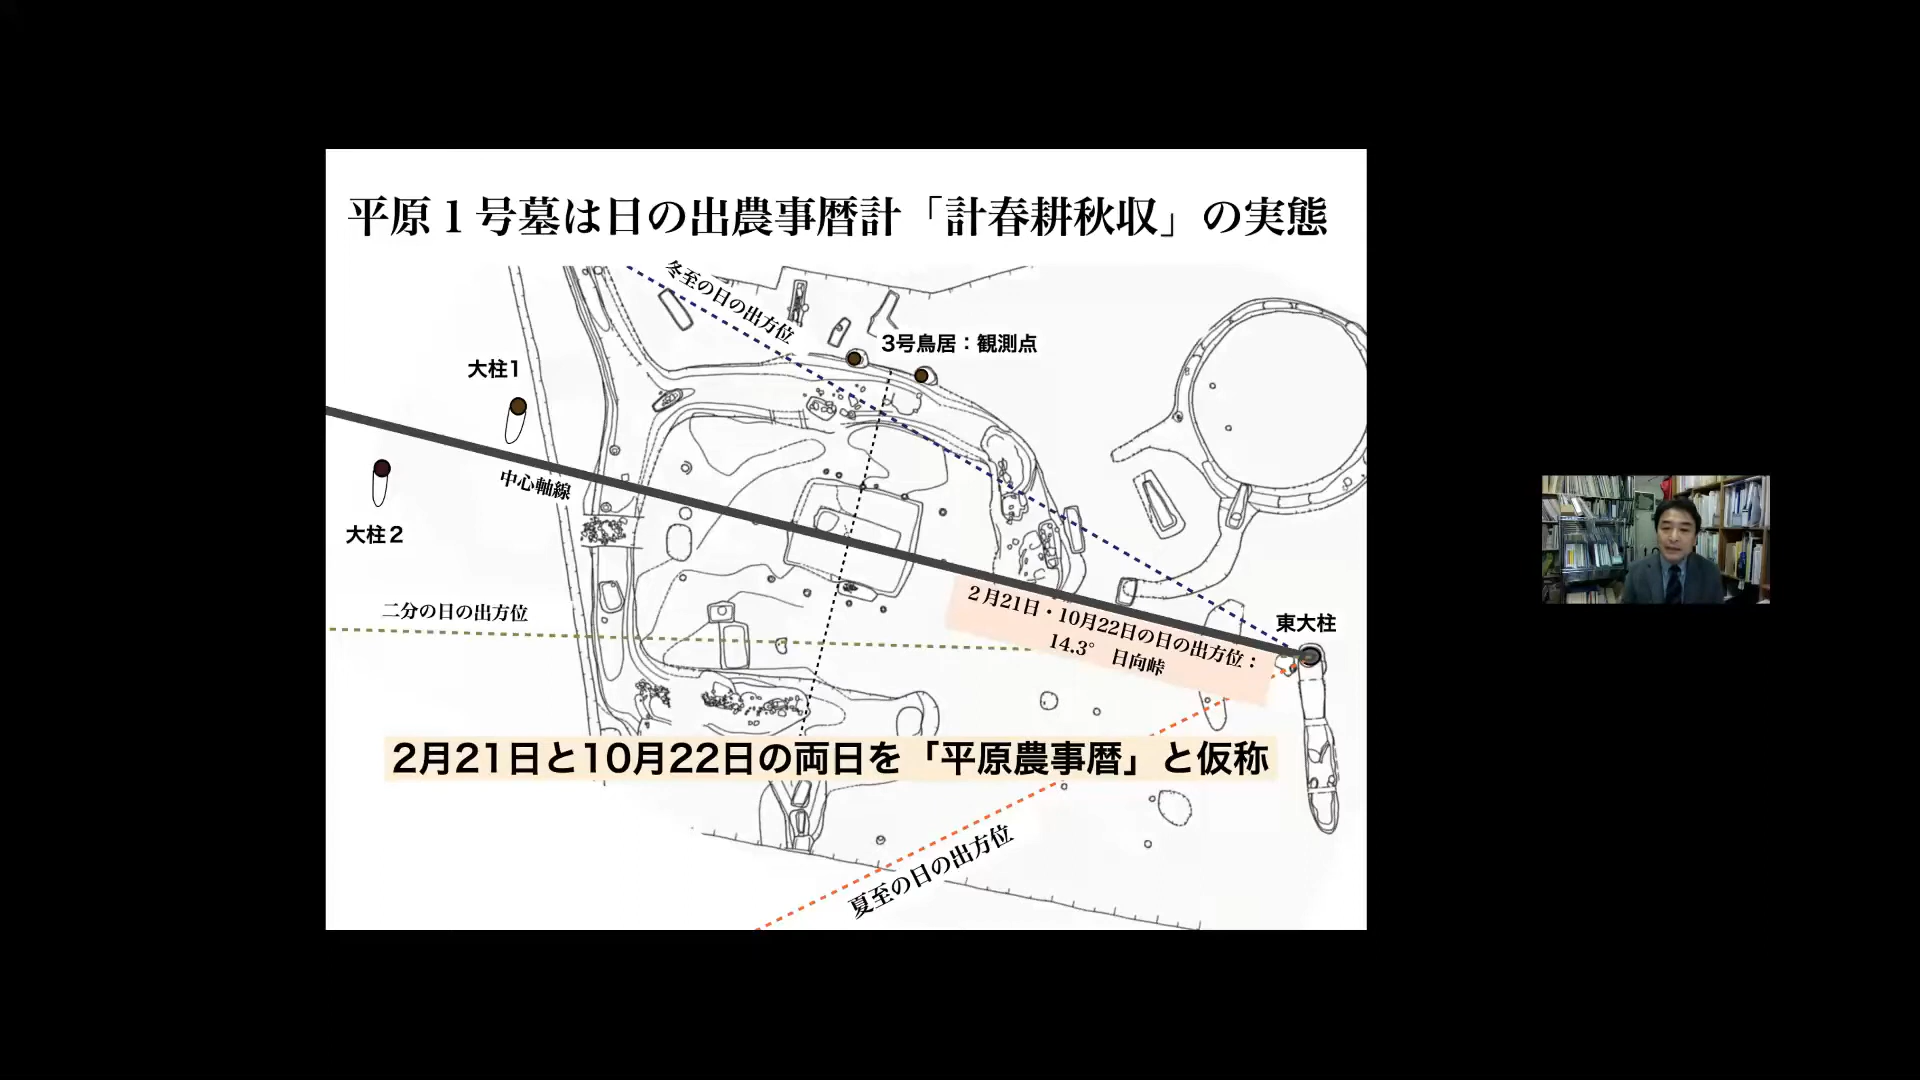 平原１号墓は日の出農事暦計「計春耕秋収」の実態
冬至の日の出方位
3号鳥居：観測点
大柱1
中心軸線
大柱２
二分の日の出方位
２月21日・10月22日の日の出方位：
14.3°　日向峠
東大柱
2月21日と10月22日の両日を「平原農事暦」と仮称
夏至の日の出方位